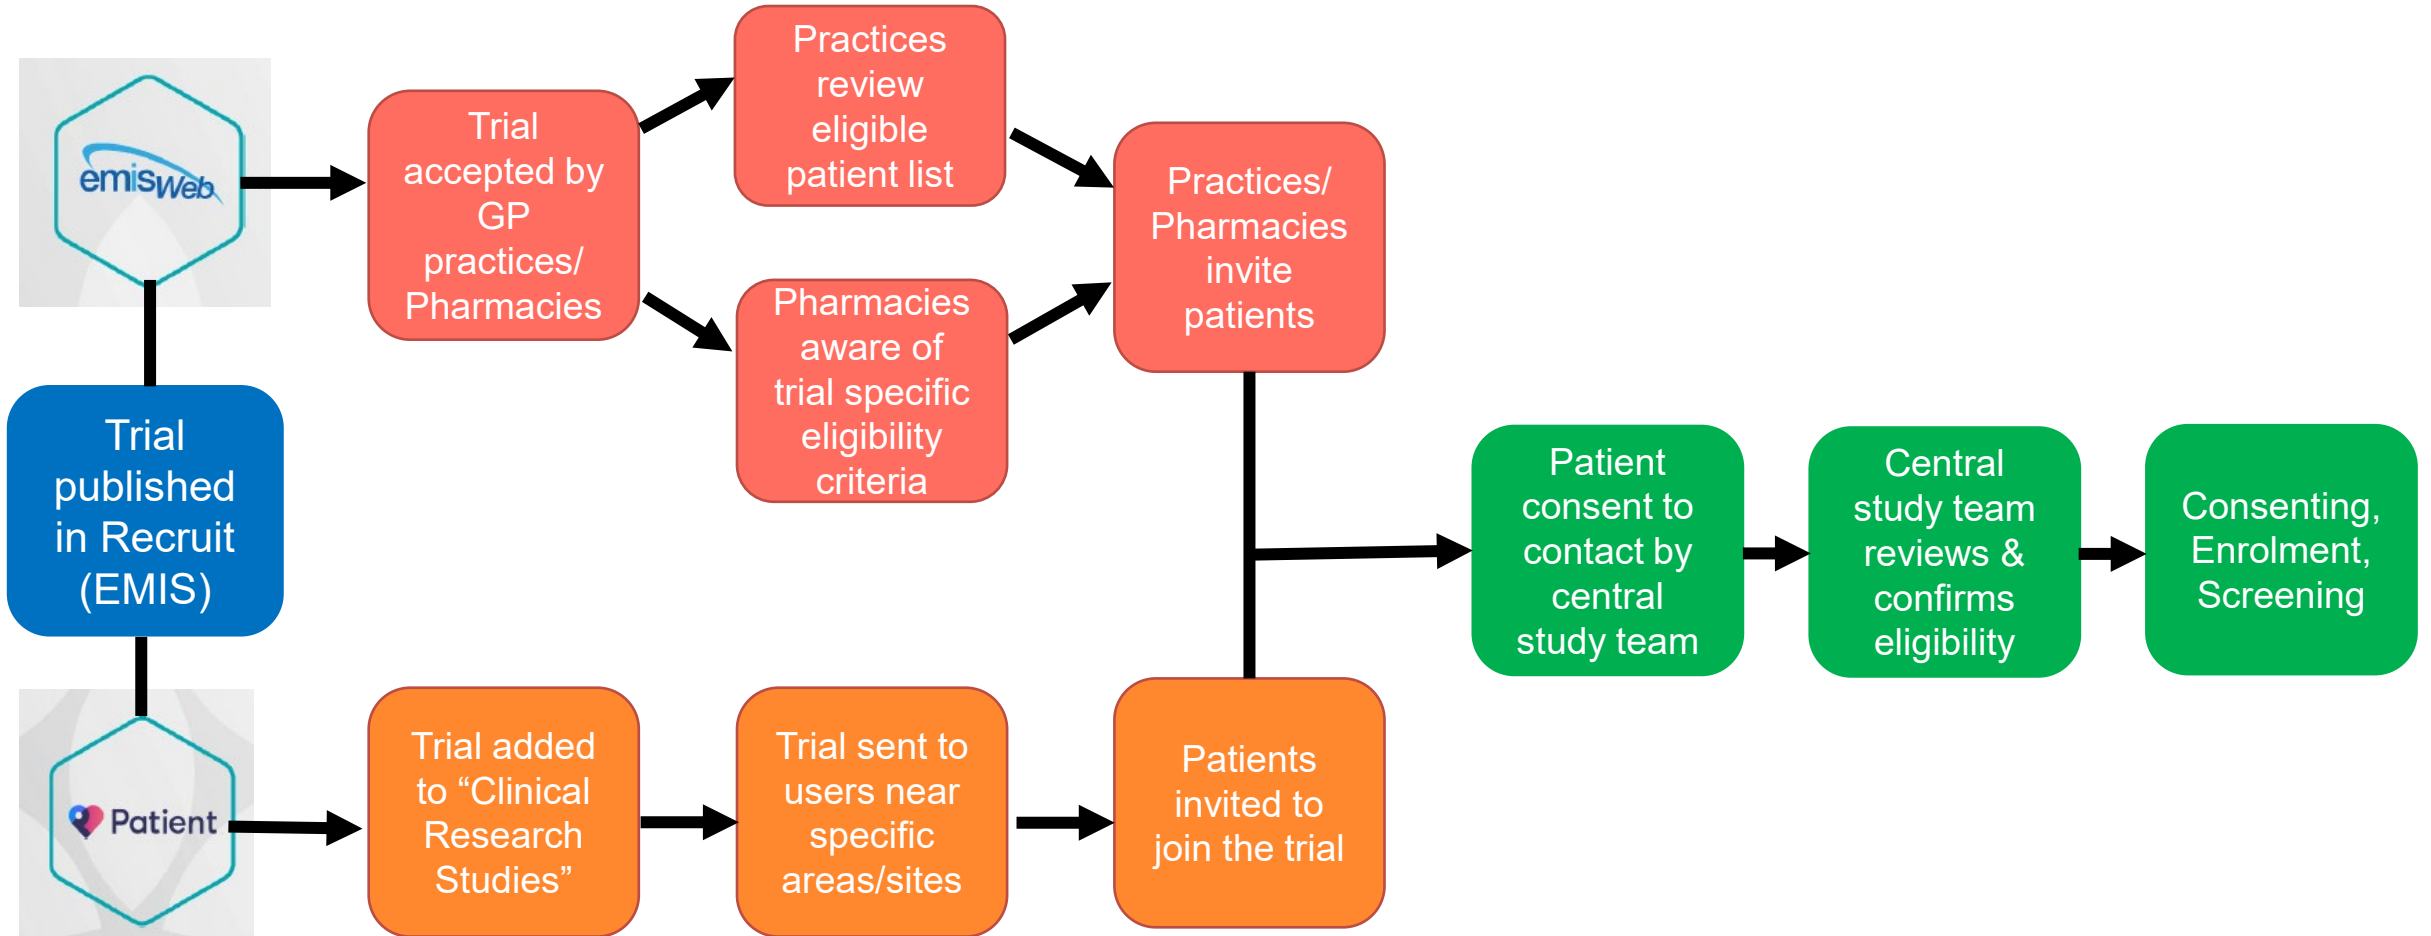 emisWeb
Trial
accepted by
GP
practices/
Pharmacies
Practices
review
eligible
patient list
Pharmacies
aware of
trial specific
eligibility
criteria
Practices/
Pharmacies
invite
patients
Trial
published
in Recruit
(EMIS)
Patient
consent to
contact by
central
study team
Central
study team
reviews &
confirms
eligibility
Consenting,
Enrolment,
Screening
Patient
Trial added
to “Clinical
Research
Studies”
Trial sent to
users near
specific
areas/sites
Patients
invited to
join the trial